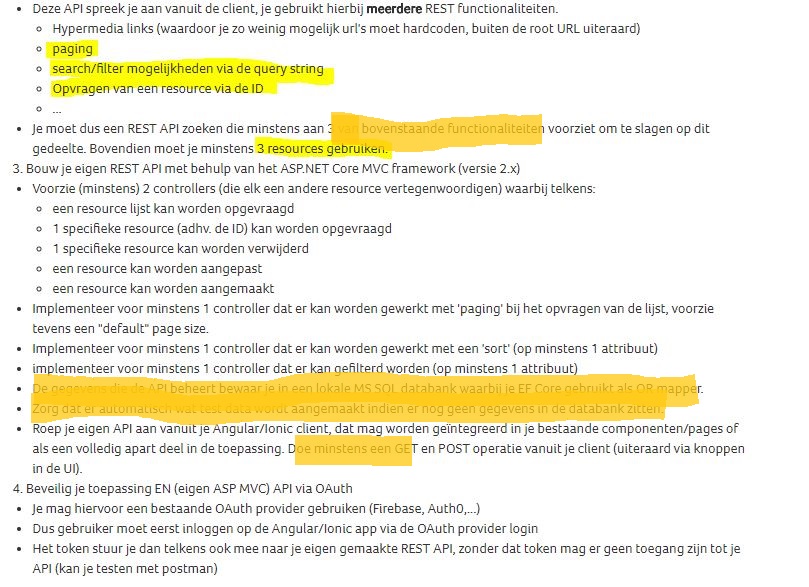 • Deze API spreek je aan vanuit de client, je gebruikt hierbij meerdere REST functionaliteiten.
∘ Hypermedia links (waardoor je zo weinig mogelijk url's moet hardcoden, buiten de root URL uiteraard)
∘ paging
∘ search/filter mogelijkheden via de query string
∘ Opvragen van een resource via de ID
∘ ...
• Je moet dus een REST API zoeken die minstens aan 3 van bovenstaande functionaliteiten voorziet om te slagen op dit
gedeelte. Bovendien moet je minstens 3 resources gebruiken.
3. Bouw je eigen REST API met behulp van het ASP.NET Core MVC framework (versie 2.x)
• Voorzie (minstens) 2 controllers (die elk een andere resource vertegenwoordigen) waarbij telkens:
∘ een resource lijst kan worden opgevraagd
∘ 1 specifieke resource (adhv. de ID) kan worden opgevraagd
∘ 1 specifieke resource kan worden verwijderd
∘ een resource kan worden aangepast
∘ een resource kan worden aangemaakt
• Implementeer voor minstens 1 controller dat er kan worden gewerkt met 'paging' bij het opvragen van de lijst, voorzie
tevens een "default" page size.
• Implementeer voor minstens 1 controller dat er kan worden gewerkt met een 'sort' (op minstens 1 attribuut)
• implementeer voor minstens 1 controller dat er kan gefilterd worden (op minstens 1 attribuut)
• De gegevens die de API beheert bewaar je in een lokale MS SQL databank waarbij je EF Core gebruikt als OR mapper.
• Zorg dat er automatisch wat test data wordt aangemaakt indien er nog geen gegevens in de databank zitten.
• Roep je eigen API aan vanuit je Angular/Ionic client, dat mag worden geïntegreerd in je bestaande componenten/pages of
als een volledig apart deel in de toepassing. Doe minstens een GET en POST operatie vanuit je client (uiteraard via knoppen
in de UI).
4. Beveilig je toepassing EN (eigen ASP MVC) API via OAuth
• Je mag hiervoor een bestaande OAuth provider gebruiken (Firebase, Auth0,...)
• Dus gebruiker moet eerst inloggen op de Angular/Ionic app via de OAuth provider login
• Het token stuur je dan telkens ook mee naar je eigen gemaakte REST API, zonder dat token mag er geen toegang zijn tot je
API (kan je testen met postman)